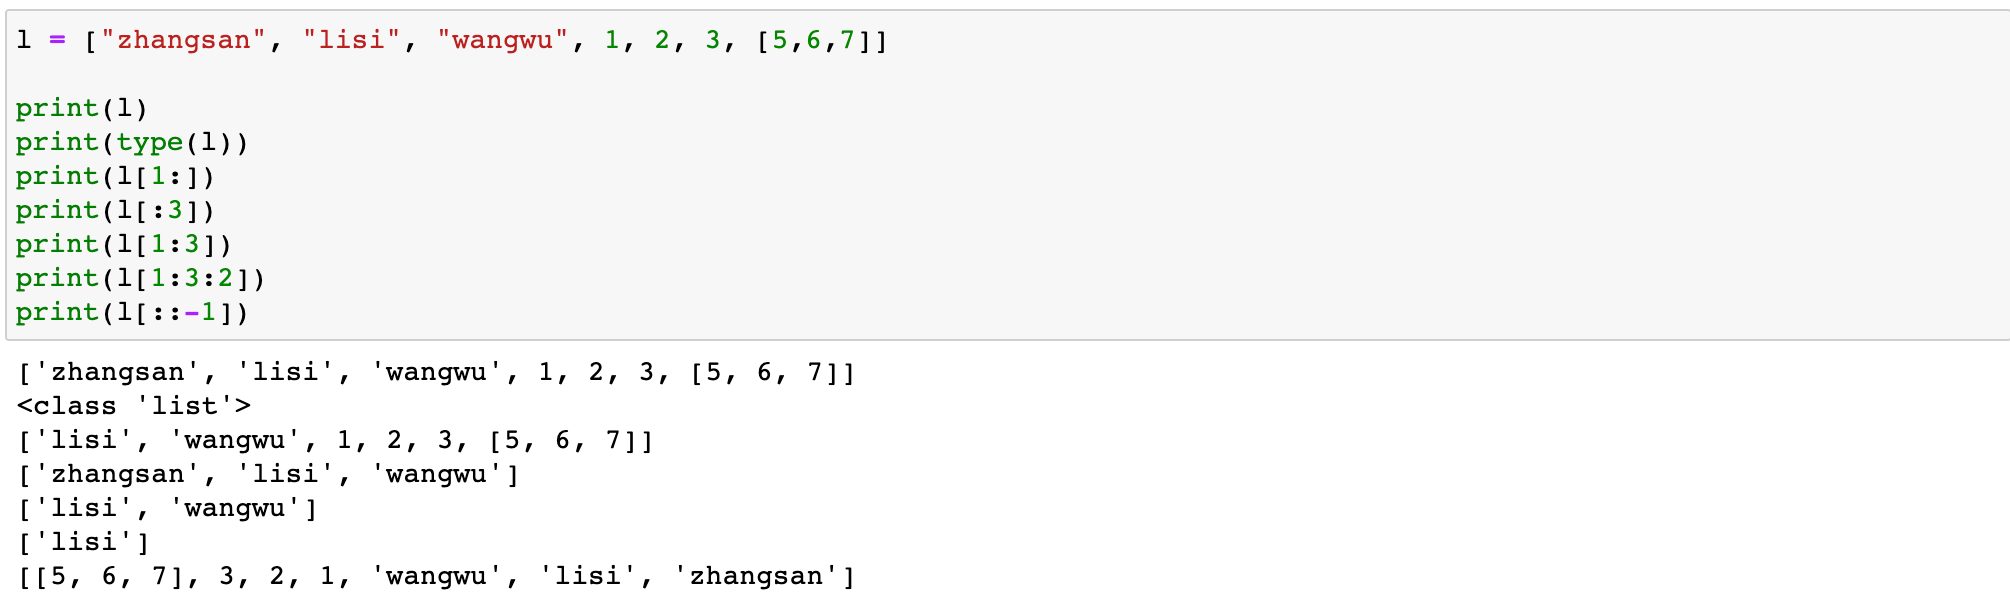 l = ["zhangsan", "lisi", "wangwu", 1, 2, 3, [5,6,7]]
print(l)
print(type(l))
print(l[1:])
print(l[:3])
print(l[1:3])
print(l[1:3:2])
print(l[::-1])
['zhangsan', 'lisi', 'wangwu', 1, 2, 3, [5, 6, 7]]
<class 'list'>
['lisi', 'wangwu', 1, 2, 3, [5, 6, 7]]
['zhangsan', 'lisi', 'wangwu']
['lisi', 'wangwu']
['lisi']
[[5, 6, 7], 3, 2, 1, 'wangwu', 'lisi', 'zhangsan']